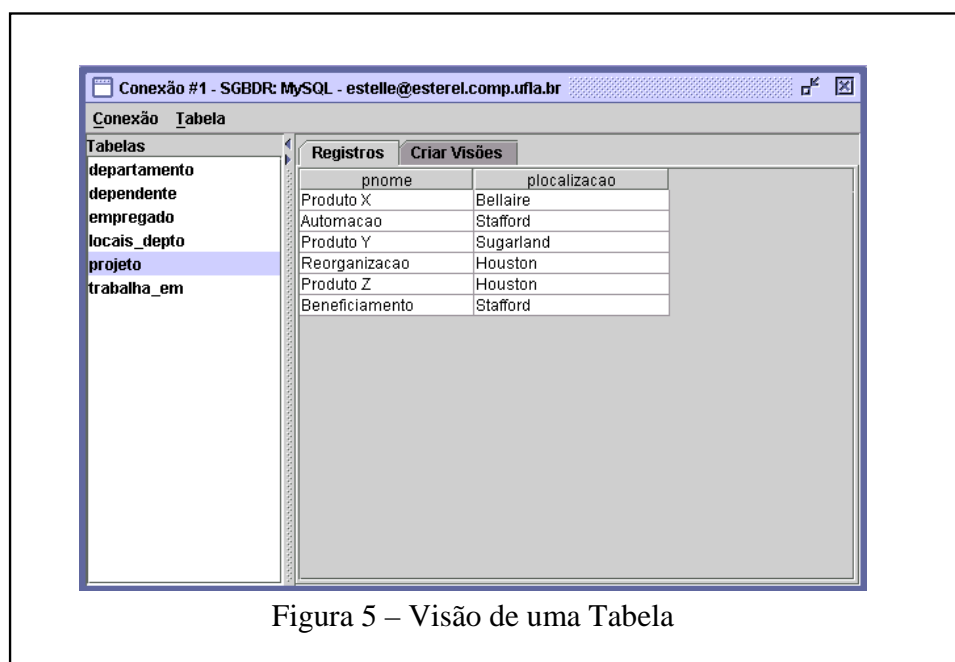 Conexão #1 - SGBDR: MySQL - estelle@esterel.comp.ufla.br
Conexão Tabela
Tabelas
departamento
dependente
empregado
locais_depto
projeto
trabalha_em
Registros Criar Visões
pnome plocalizacao
Produto X Bellaire
Automacao Stafford
Produto Y Sugarland
Reorganizacao Houston
Produto Z Houston
Beneficiamento Stafford
Figura 5 – Visão de uma Tabela